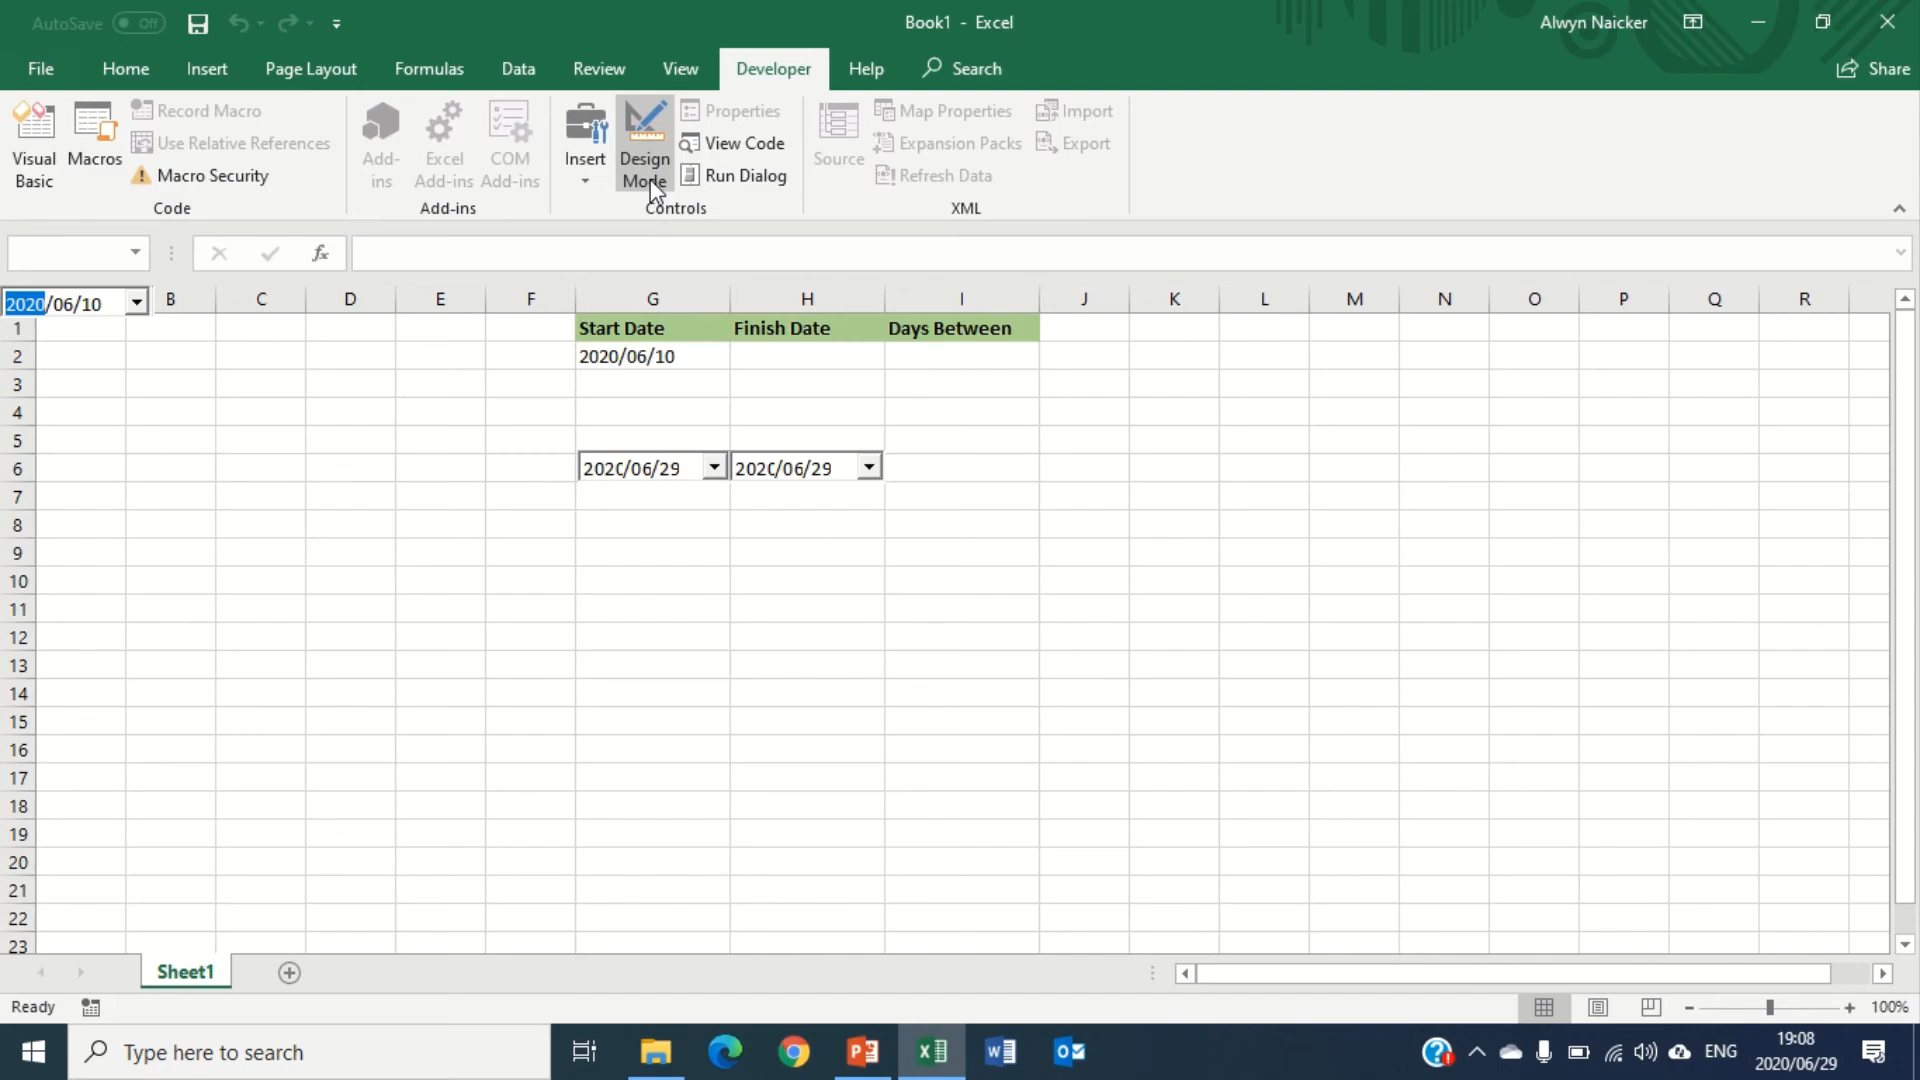 AutoSave Off
Book1 - Excel
Alwyn Naicker
File Home Insert Page Layout Formulas Data Review View Developer Help Search Share
Visual Basic
Macros
Record Macro
Use Relative References
Macro Security
Code
Add-ins
Excel Add-ins
COM Add-ins
Add-ins
Insert
Design Mode
Properties
View Code
Run Dialog
Controls
Source
Map Properties
Expansion Packs
Refresh Data
Import
Export
XML
fx
2020/06/10
B C D E F G H I J K L M N O P Q R
1 Start Date Finish Date Days Between
2 2020/06/10
3
4
5
6 2020/06/29 2020/06/29
7
8
9
10
11
12
13
14
15
16
17
18
19
20
21
22
23
Sheet1
Ready
100%
Type here to search
ENG
19:08
2020/06/29